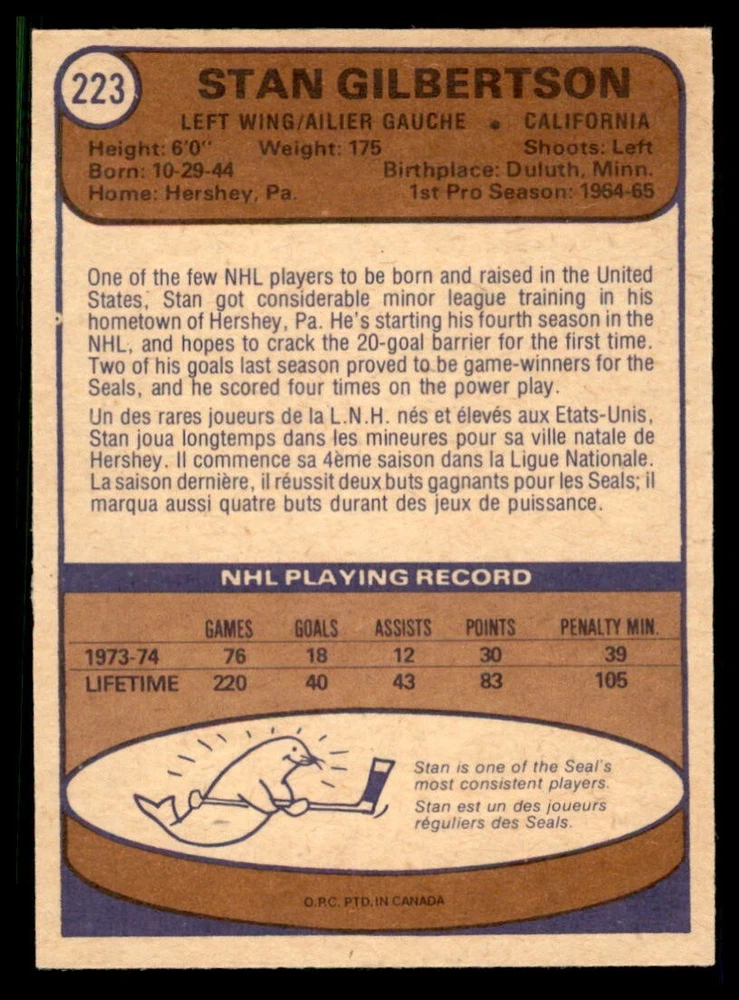 223
STAN GILBERTSON
LEFT WING/AILIER GAUCHE • CALIFORNIA
Height: 6'0" Weight: 175 Shoots: Left
Born: 10-29-44 Birthplace: Duluth, Minn.
Home: Hershey, Pa. 1st Pro Season: 1964-65
One of the few NHL players to be born and raised in the United
States, Stan got considerable minor league training in his
hometown of Hershey, Pa. He's starting his fourth season in the
NHL, and hopes to crack the 20-goal barrier for the first time.
Two of his goals last season proved to be game-winners for the
Seals, and he scored four times on the power play.
Un des rares joueurs de la L.N.H. nés et élevés aux Etats-Unis,
Stan joua longtemps dans les mineures pour sa ville natale de
Hershey. Il commence sa 4ème saison dans la Ligue Nationale.
La saison dernière, il réussit deux buts gagnants pour les Seals; il
marqua aussi quatre buts durant des jeux de puissance.
NHL PLAYING RECORD
GAMES GOALS ASSISTS POINTS PENALTY MIN.
1973-74 76 18 12 30 39
LIFETIME 220 40 43 83 105
Stan is one of the Seal's
most consistent players.
Stan est un des joueurs
réguliers des Seals.
O.P.C. PTD. IN CANADA